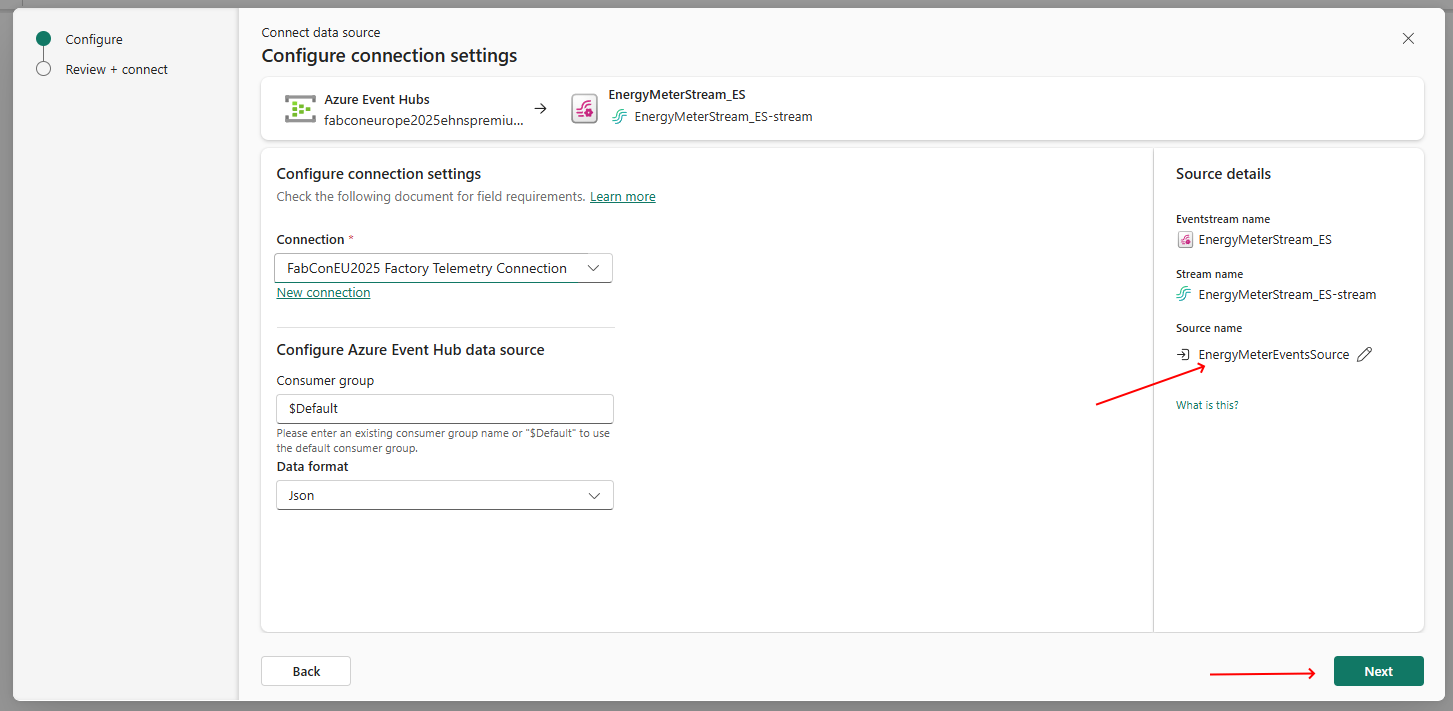 Configure
Review + connect
Connect data source
Configure connection settings
Azure Event Hubs
fabconeurope2025ehnspremiu...
EnergyMeterStream_ES
EnergyMeterStream_ES-stream
Configure connection settings
Check the following document for field requirements. Learn more
Connection *
FabConEU2025 Factory Telemetry Connection
New connection
Configure Azure Event Hub data source
Consumer group
$Default
Please enter an existing consumer group name or "$Default" to use
the default consumer group.
Data format
Json
Source details
Eventstream name
EnergyMeterStream_ES
Stream name
EnergyMeterStream_ES-stream
Source name
EnergyMeterEventsSource
What is this?
Back
Next